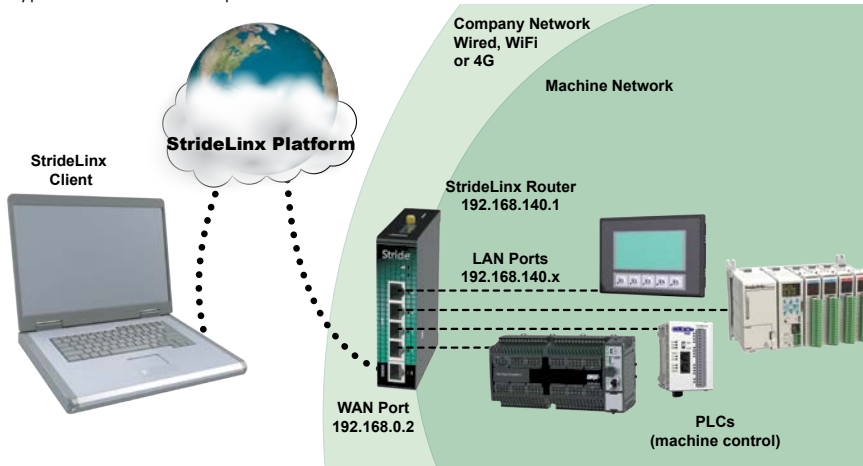 Company Network
Wired, WiFi
or 4G
Machine Network
StrideLinx Platform
StrideLinx
Client
StrideLinx Router
192.168.140.1
Stride
LAN Ports
192.168.140.x
WAN Port
192.168.0.2
PLCs
(machine control)